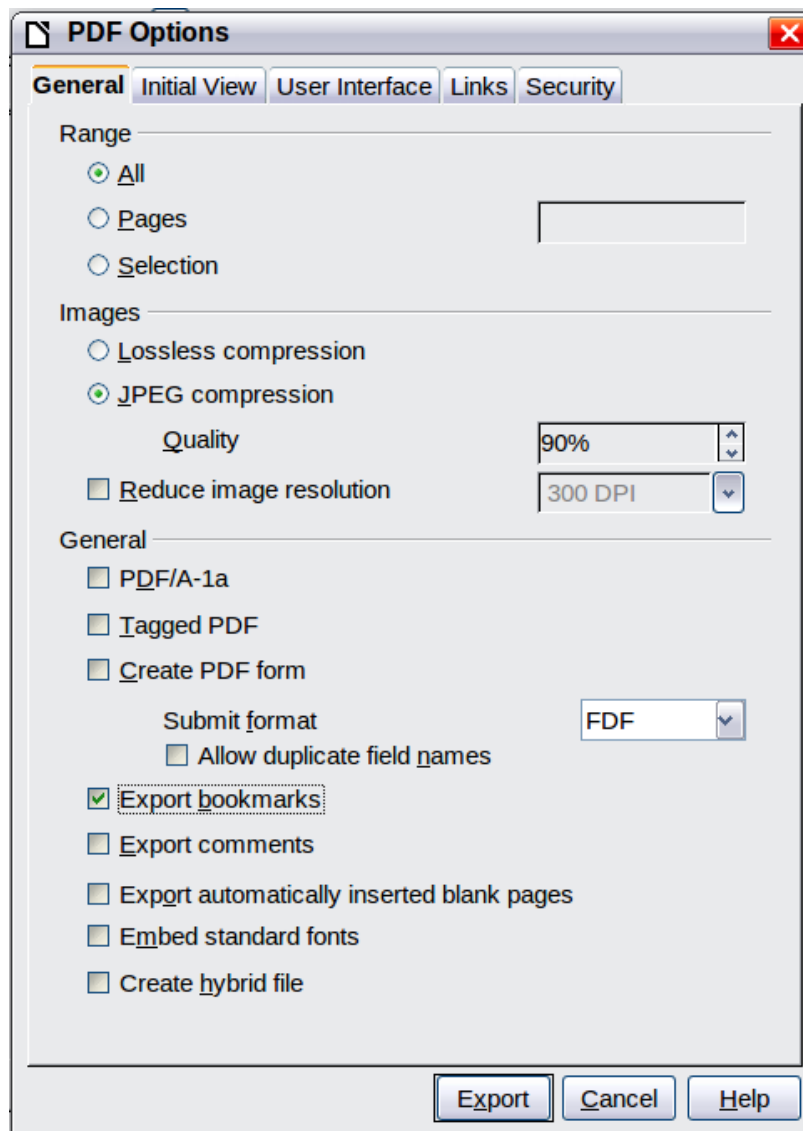 PDF Options
General Initial View User Interface Links Security
Range
All
Pages
Selection
Images
Lossless compression
JPEG compression
Quality 90%
Reduce image resolution 300 DPI
General
PDF/A-1a
Tagged PDF
Create PDF form
Submit format FDF
Allow duplicate field names
Export bookmarks
Export comments
Export automatically inserted blank pages
Embed standard fonts
Create hybrid file
Export Cancel Help